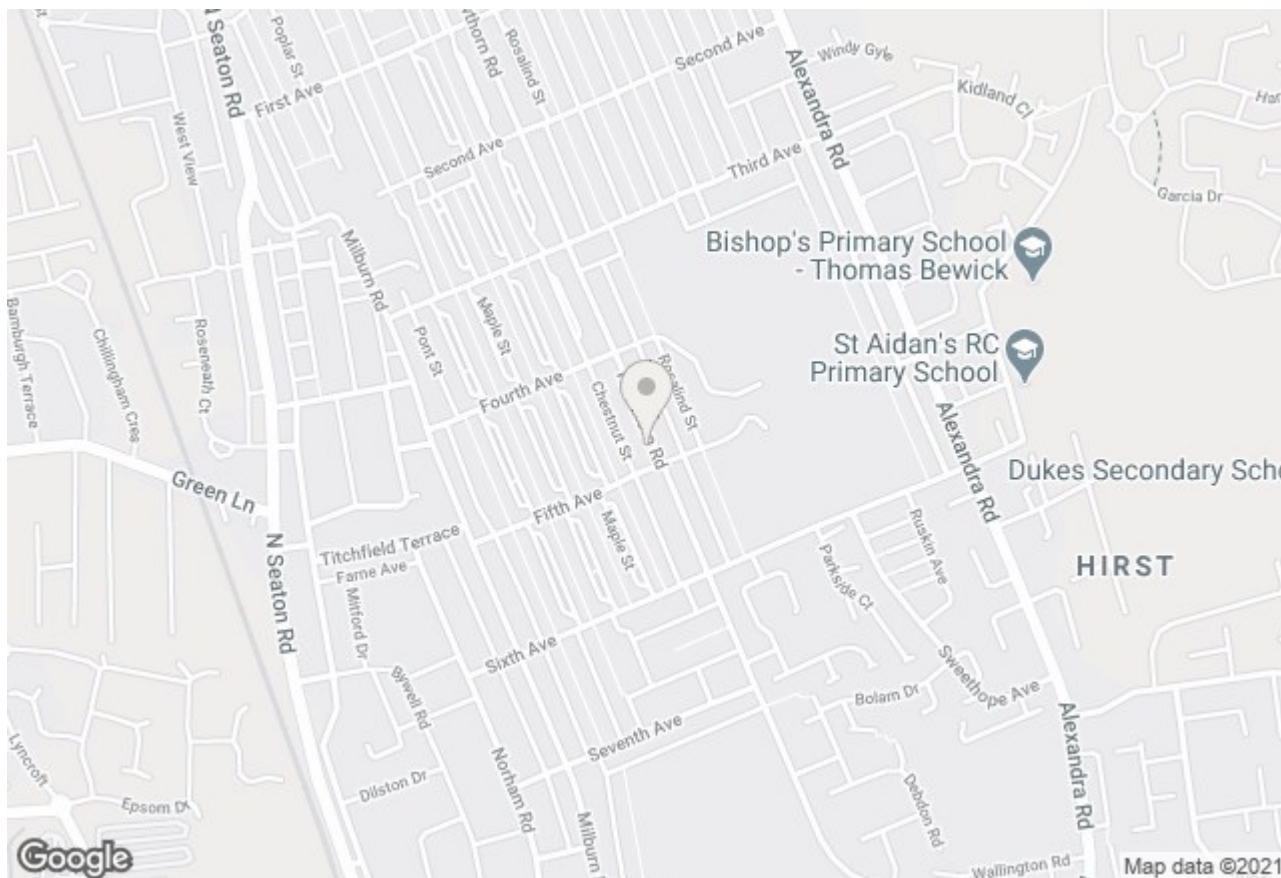 N Seaton Rd
Poplar St
Rosalind St
Second Ave
Alexandra Rd
Windy Gyle
Kidland Cl
First Ave
West View
Second Ave
Third Ave
Garcia Dr
Bishop's Primary School
- Thomas Bewick
Milburn Rd
Bamburgh Terrace
Chillingham Cres
Roseneath Ct
Pont St
Maple St
St Aidan's RC
Primary School
Fourth Ave
Chestnut St
Rosalind St
Rd
Alexandra Rd
Dukes Secondary Scho
Green Ln
Fifth Ave
Titchfield Terrace
Farne Ave
N Seaton Rd
Mitford Dr
Maple St
Parkside Ct
Ruskin Ave
HIRST
Sixth Ave
Bywell Rd
Sweethope Ave
Bolam Dr
Seventh Ave
Alexandra Rd
Lyncroft
Epsom Dr
Dilston Dr
Norham Rd
Milburn
Debdon Rd
Wallington Rd
Google
Map data ©2021